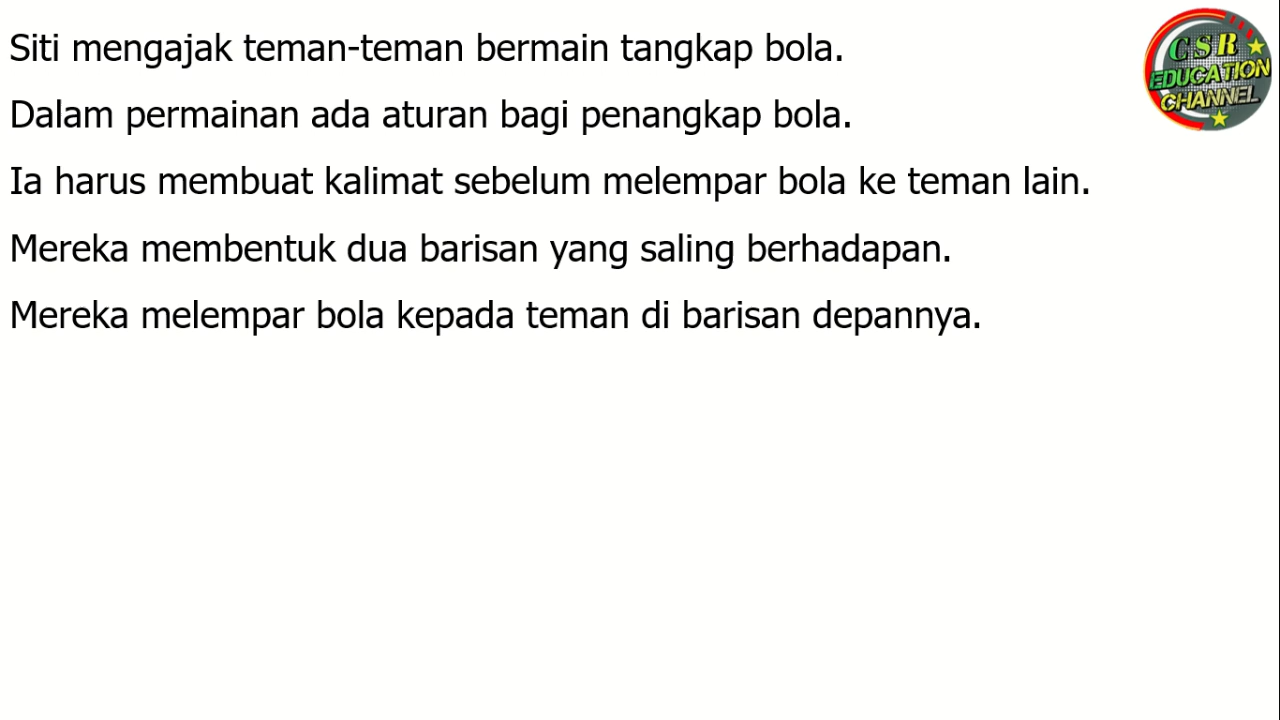 Siti mengajak teman-teman bermain tangkap bola.
Dalam permainan ada aturan bagi penangkap bola.
Ia harus membuat kalimat sebelum melempar bola ke teman lain.
Mereka membentuk dua barisan yang saling berhadapan.
Mereka melempar bola kepada teman di barisan depannya.
CSR
EDUCATION
CHANNEL